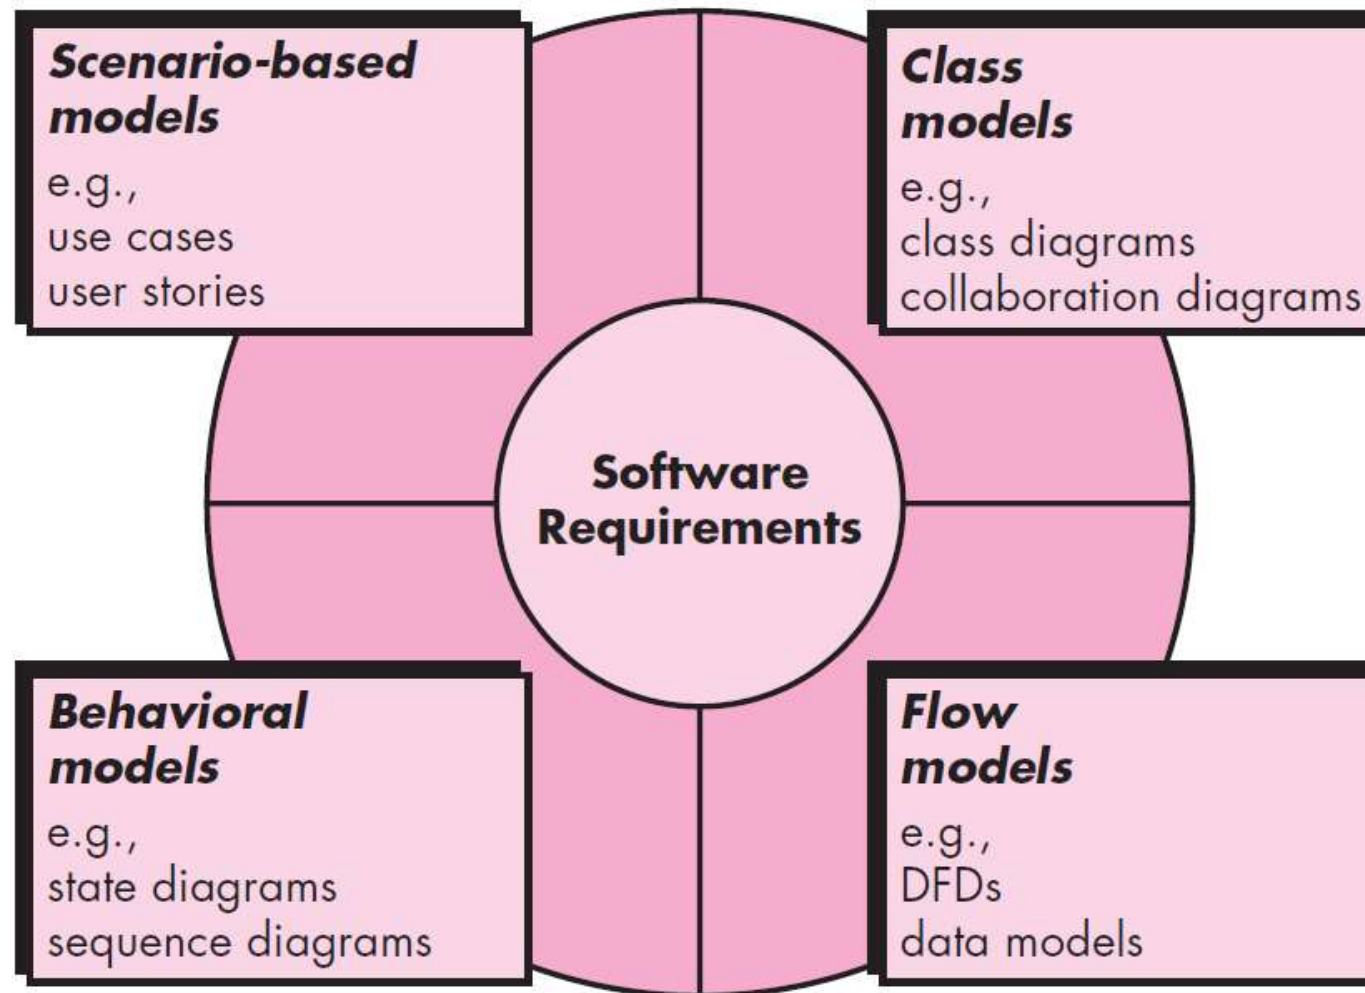 Scenario-based
models
e.g.,
use cases
user stories
Class
models
e.g.,
class diagrams
collaboration diagrams
Software
Requirements
Behavioral
models
e.g.,
state diagrams
sequence diagrams
Flow
models
e.g.,
DFDs
data models